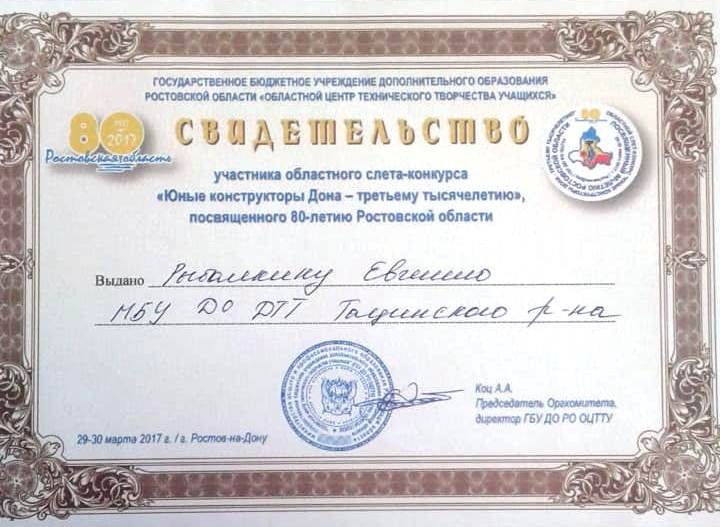 ГОСУДАРСТВЕННОЕ БЮДЖЕТНОЕ УЧРЕЖДЕНИЕ ДОПОЛНИТЕЛЬНОГО ОБРАЗОВАНИЯ
РОСТОВСКОЙ ОБЛАСТИ «ОБЛАСТНОЙ ЦЕНТР ТЕХНИЧЕСКОГО ТВОРЧЕСТВА УЧАЩИХСЯ»
80
2017
Ростовская область
СВИДЕТЕЛЬСТВО
участника областного слета-конкурса
«Юные конструкторы Дона – третьему тысячелетию»,
посвященного 80-летию Ростовской области
Выдано Рыбалкину Евгению
МБУ ДО ДТТ Тацинского р-на
Коц А.А.
Председатель Оргкомитета,
директор ГБУ ДО РО ОЦТТУ
29-30 марта 2017 г. / г. Ростов-на-Дону